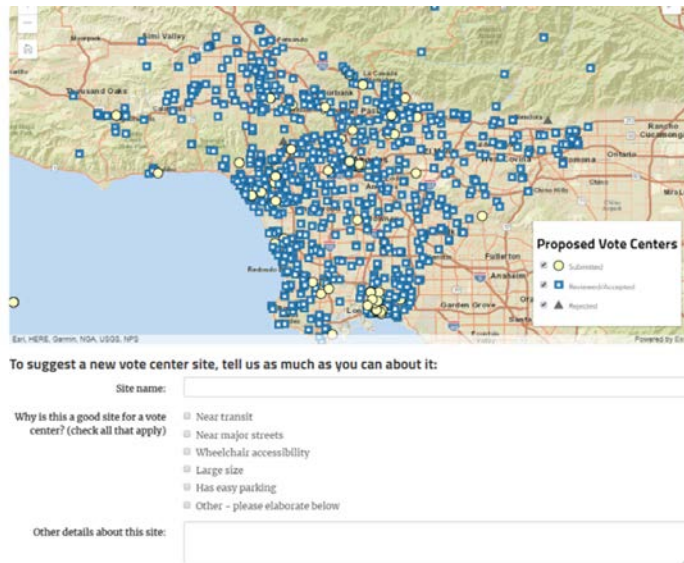 Simi Valley
Thousand Oaks
La Canada
Rancho
Cucamonga
Ontario
Pomona
Chino
Chino Hills
Redondo
Fullerton
Anaheim
Garden Grove
Proposed Vote Centers
Submitted
Reviewed/Accepted
Rejected
Esri, HERE, Garmin, NGA, USGS, NPS
Powered by
To suggest a new vote center site, tell us as much as you can about it:
Site name:
Why is this a good site for a vote
center? (check all that apply)
Near transit
Near major streets
Wheelchair accessibility
Large size
Has easy parking
Other - please elaborate below
Other details about this site: